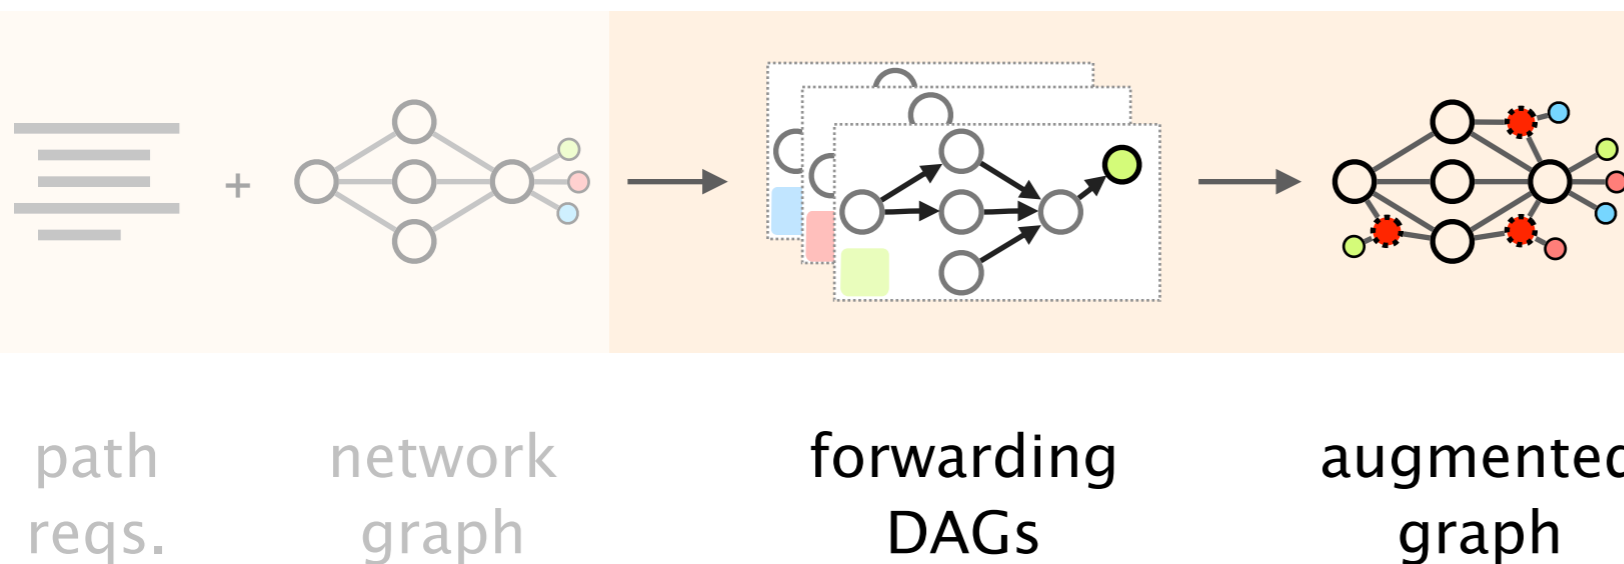 +
path
reqs.
network
graph
forwarding
DAGs
augmented
graph